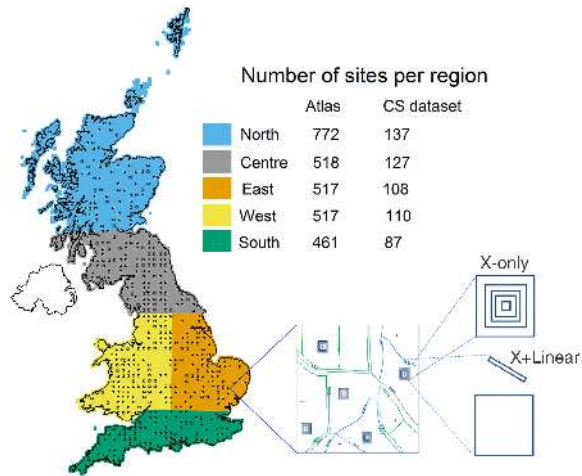 Number of sites per region
Atlas CS dataset
North 772 137
Centre 518 127
East 517 108
West 517 110
South 461 87
X-only
X+Linear